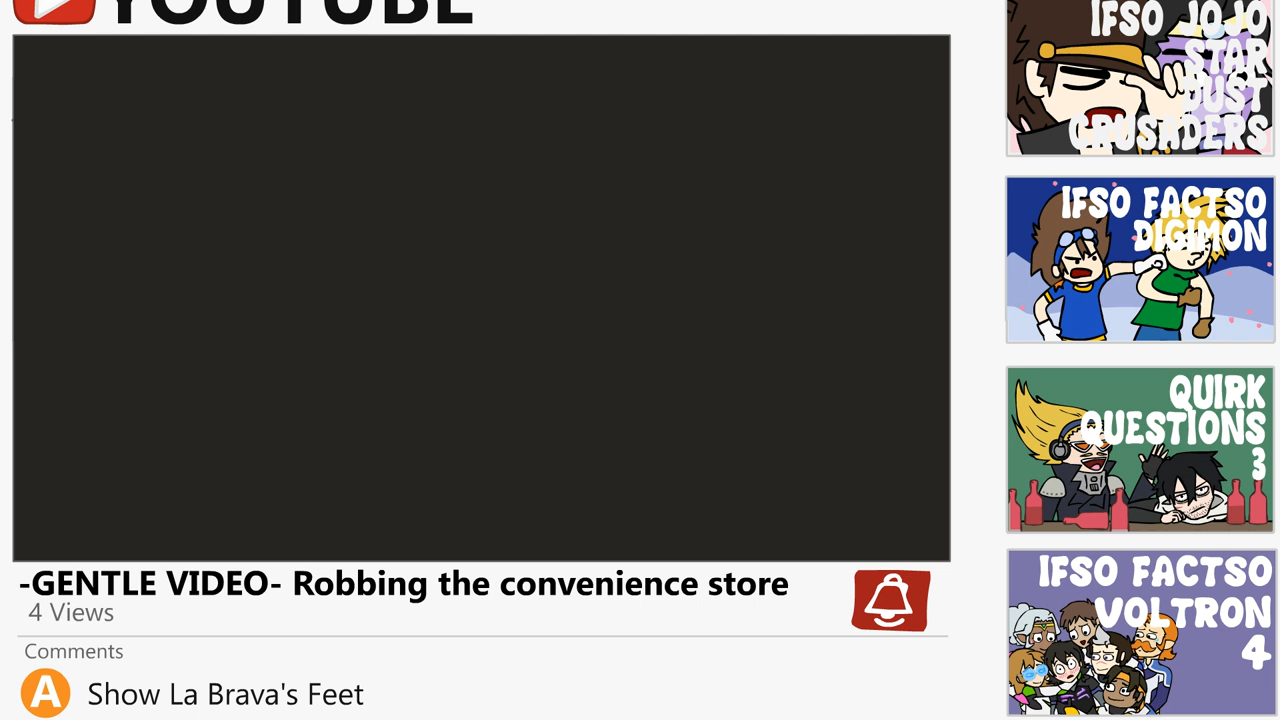 YOUTUBE
-GENTLE VIDEO- Robbing the convenience store
4 Views
Comments
A
Show La Brava's Feet
IFSO JOJO
STAR
DUST
CRUSADERS
IFSO FACTSO
DIGIMON
QUIRK
QUESTIONS
3
IFSO FACTSO
VOLTRON
4